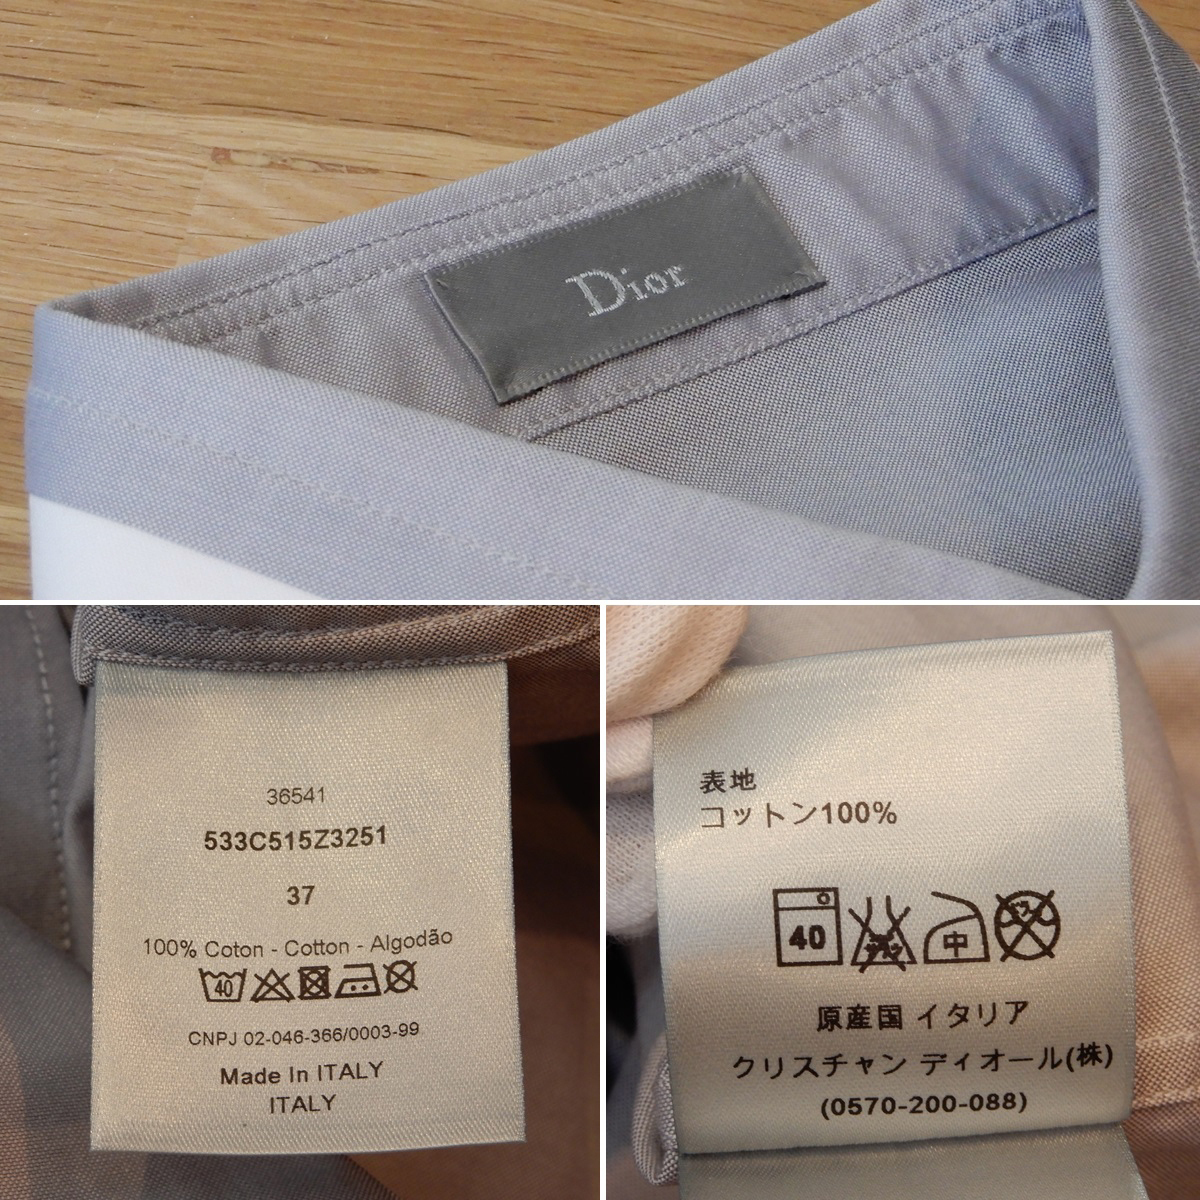 Dior
36541
533C515Z3251
37
100% Coton - Cotton - Algodão
40
CNPJ 02-046-366/0003-99
Made In ITALY
ITALY
表地
コットン100%
40
中
原産国 イタリア
クリスチャン ディオール(株)
(0570-200-088)